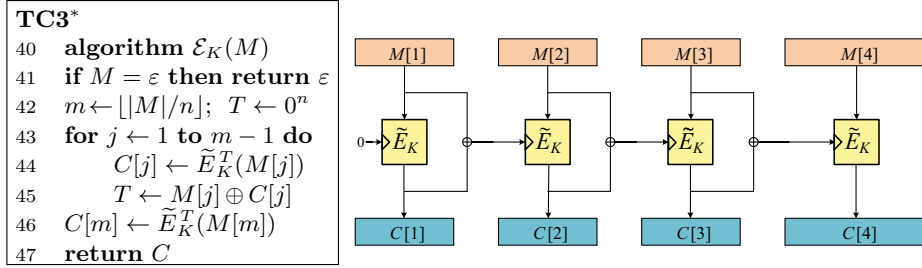 TC3*
40 algorithm 𝓔_K(M)
41 if M = ε then return ε
42 m ← ⌊|M|/n⌋; T ← 0ⁿ
43 for j ← 1 to m − 1 do
44 C[j] ← Ẽ_K^T(M[j])
45 T ← M[j] ⊕ C[j]
46 C[m] ← Ẽ_K^T(M[m])
47 return C
M[1] M[2] M[3] M[4]
0 Ẽ_K Ẽ_K Ẽ_K Ẽ_K
C[1] C[2] C[3] C[4]